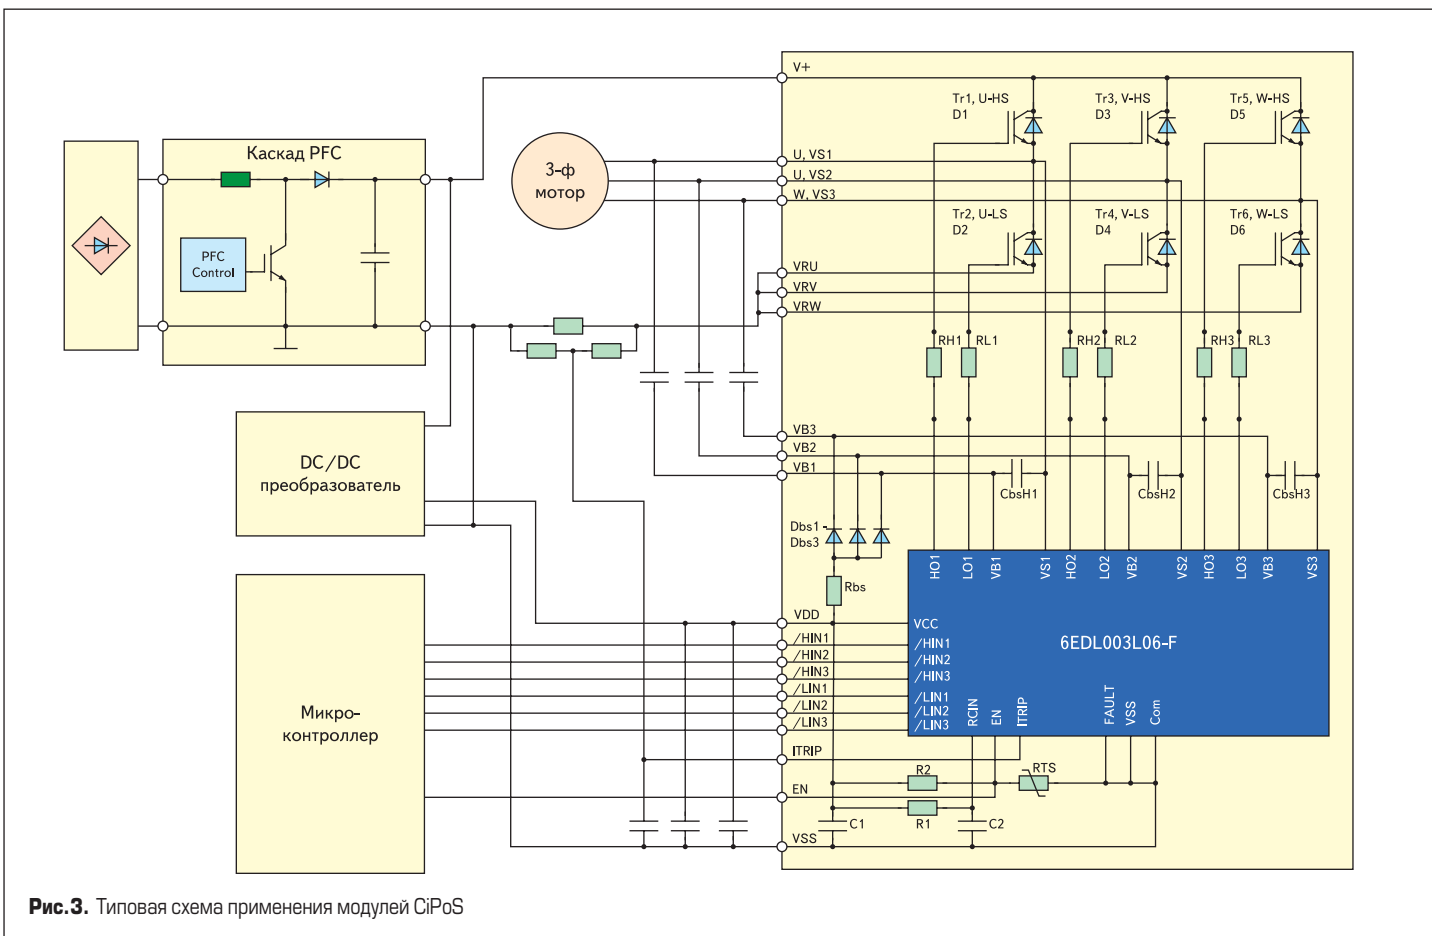 V+
Tr1, U-HS
D1
Tr3, V-HS
D3
Tr5, W-HS
D5
Каскад PFC
PFC
Control
3-ф
мотор
U, VS1
U, VS2
W, VS3
Tr2, U-LS
D2
Tr4, V-LS
D4
Tr6, W-LS
D6
VRU
VRV
VRW
RH1
RL1
RH2
RL2
RH3
RL3
DC/DC
преобразователь
VB3
VB2
VB1
CbsH1
CbsH2
CbsH3
Dbs1-
Dbs3
Rbs
HO1
LO1
VB1
VS1
HO2
LO2
VB2
VS2
HO3
LO3
VB3
VS3
6EDL003L06-F
Микро-
контроллер
VDD
/HIN1
/HIN2
/HIN3
/LIN1
/LIN2
/LIN3
ITRIP
EN
VSS
VCC
/HIN1
/HIN2
/HIN3
/LIN1
/LIN2
/LIN3
RCIN
EN
ITRIP
FAULT
VSS
Com
R2
RTS
R1
C1
C2
Рис.3. Типовая схема применения модулей CiPoS